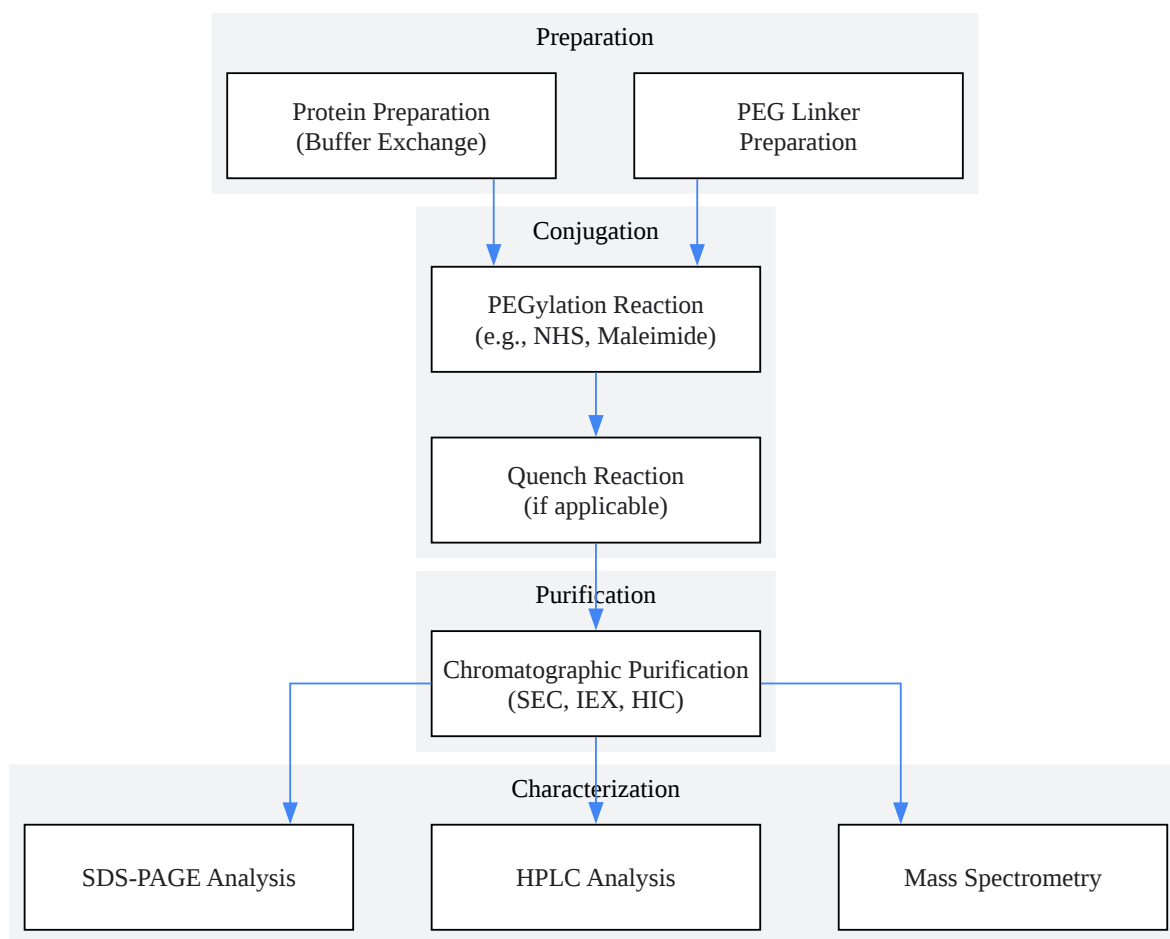 Preparation
Protein Preparation
(Buffer Exchange)
PEG Linker
Preparation
Conjugation
PEGylation Reaction
(e.g., NHS, Maleimide)
Quench Reaction
(if applicable)
Purification
Chromatographic Purification
(SEC, IEX, HIC)
Characterization
SDS-PAGE Analysis
HPLC Analysis
Mass Spectrometry